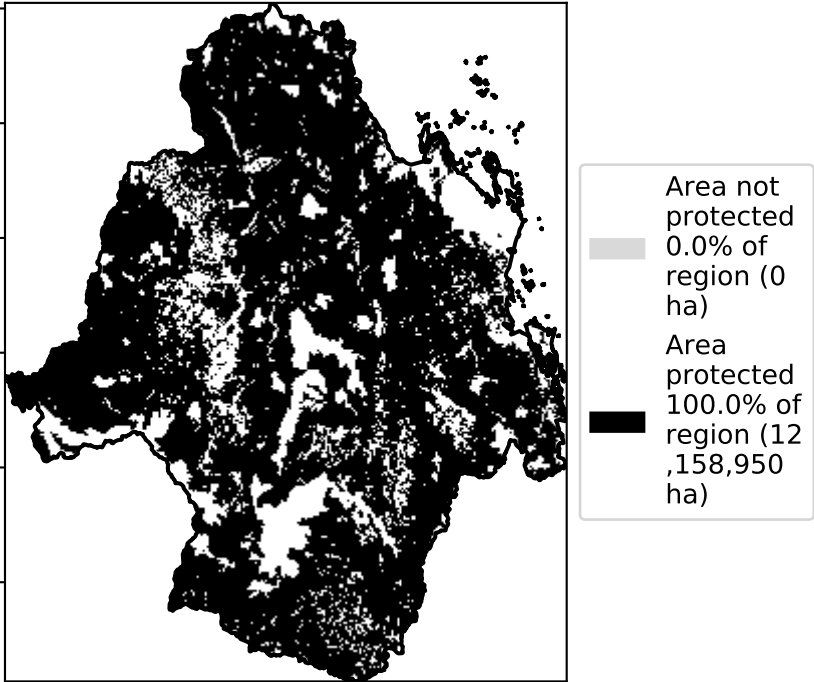 Area not
protected
0.0% of
region (0
ha)
Area
protected
100.0% of
region (12
,158,950
ha)